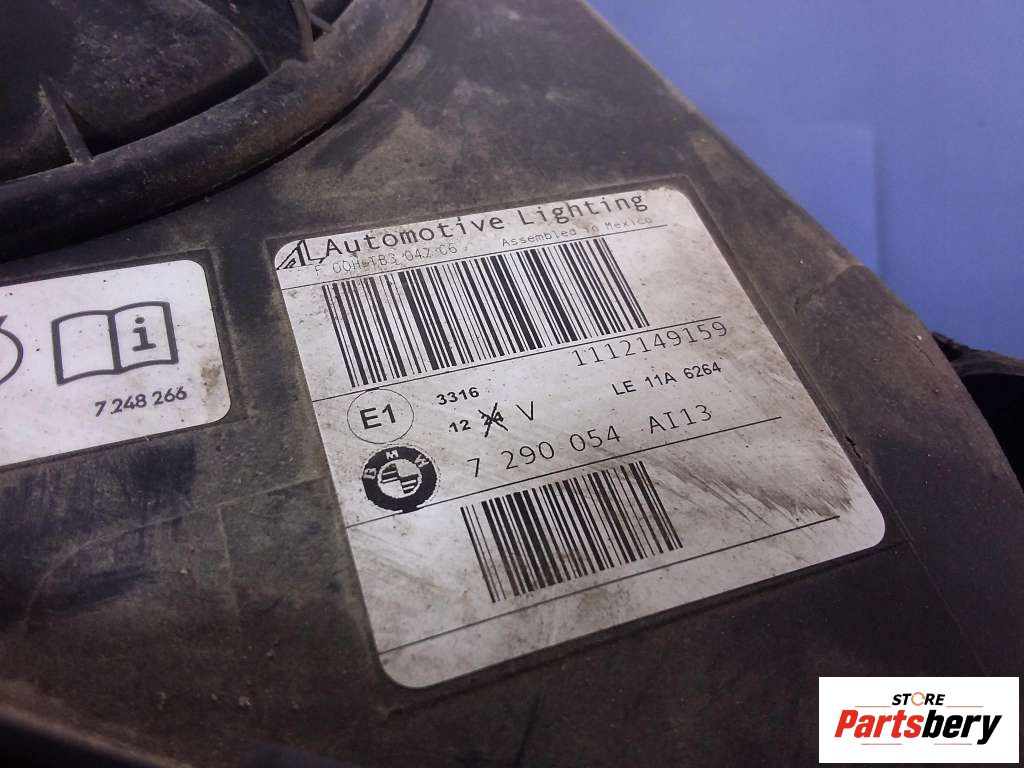 Automotive Lighting
Assembled in Mexico
1112149159
E1
3316
LE 11A 6264
12 24 V
BMW
7 290 054 AI13
i
7 248 266
STORE
Partsbery